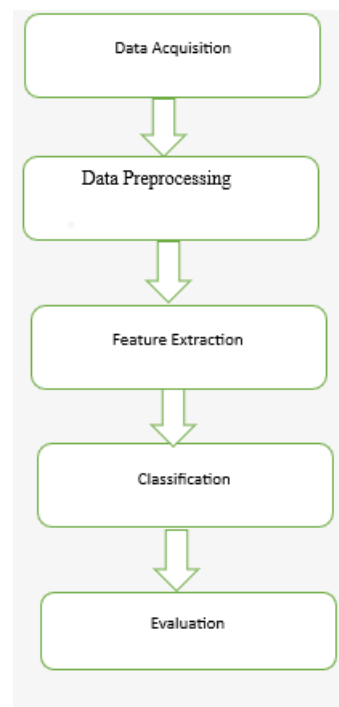 Data Acquisition
Data Preprocessing
Feature Extraction
Classification
Evaluation